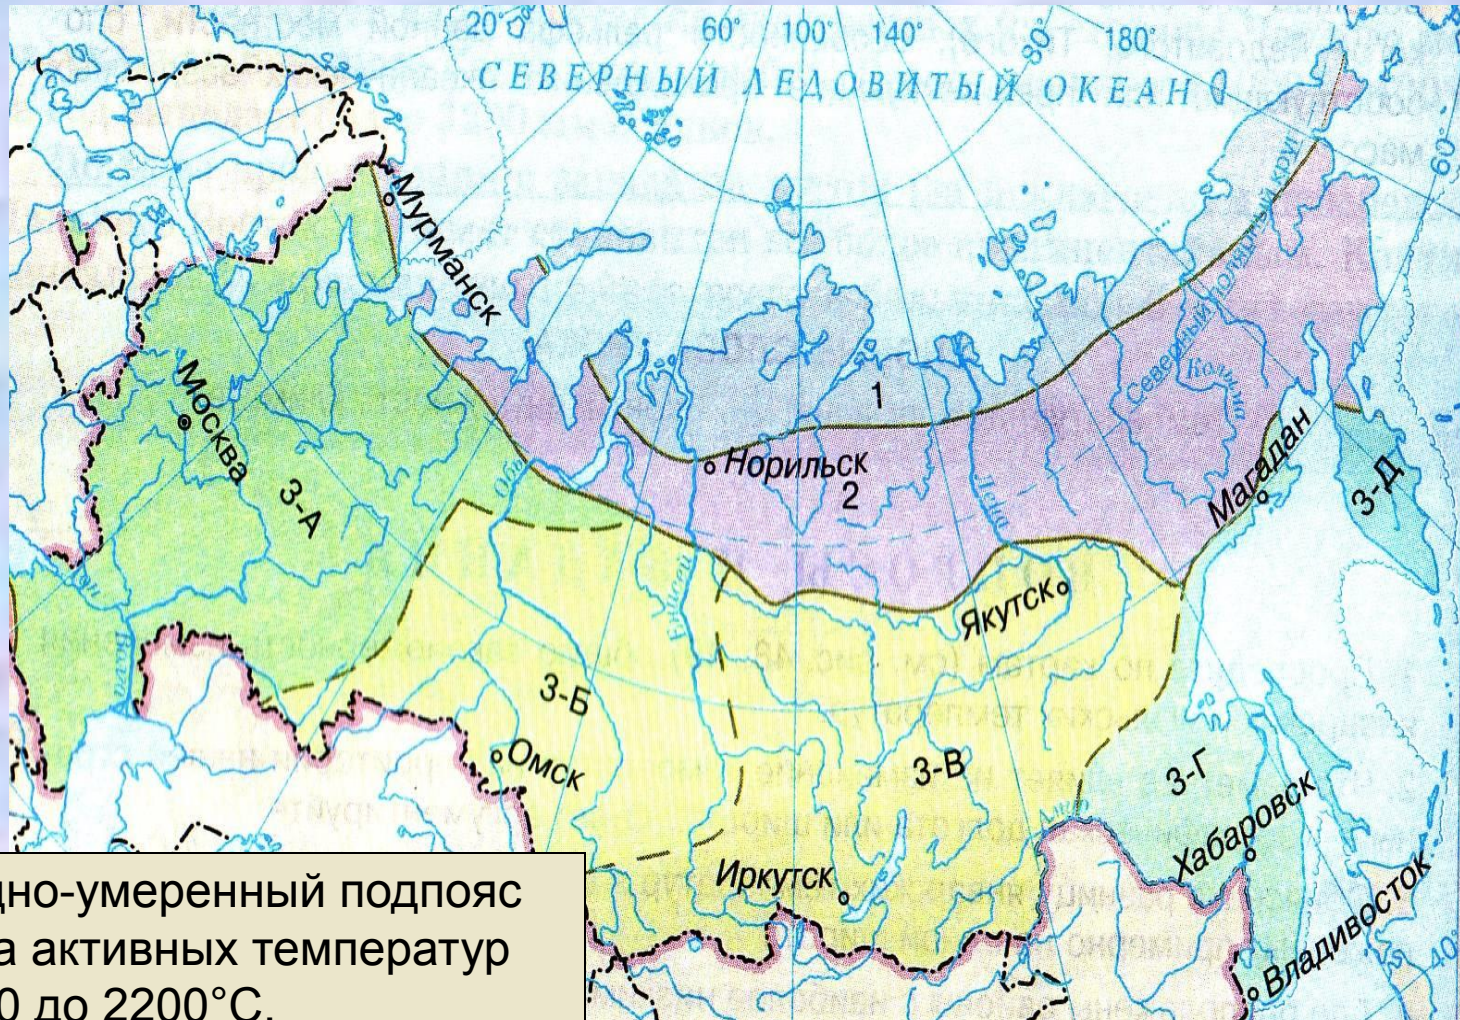 20°
60°
100°
140°
180°
СЕВЕРНЫЙ ЛЕДОВИТЫЙ ОКЕАН
80°
60°
Мурманск
Северный полярный круг
Колыма
1
Москва
Норильск
2
Обь
Лена
Магадан
3-А
3-Д
Енисей
Якутск
Волга
3-Б
Омск
3-В
3-Г
Хабаровск
Иркутск
Владивосток
40°
дно-умеренный подпояс
а активных температур
0 до 2200°С.